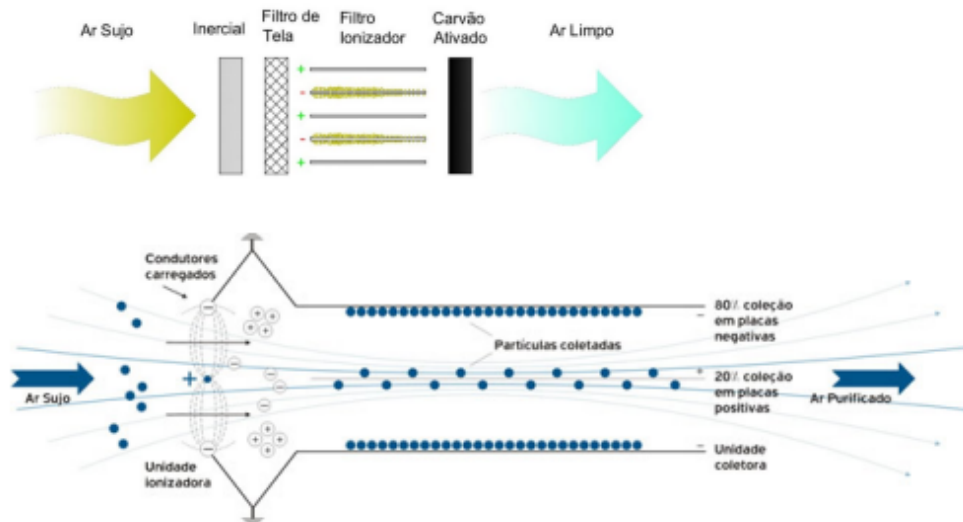 Ar Sujo
Inercial
Filtro de
Tela
Filtro
Ionizador
Carvão
Ativado
Ar Limpo
+
-
+
-
+
Condutores
carregados
Ar Sujo
Unidade
ionizadora
Partículas coletadas
80% coleção
em placas
negativas
20% coleção
em placas
positivas
Unidade
coletora
Ar Purificado